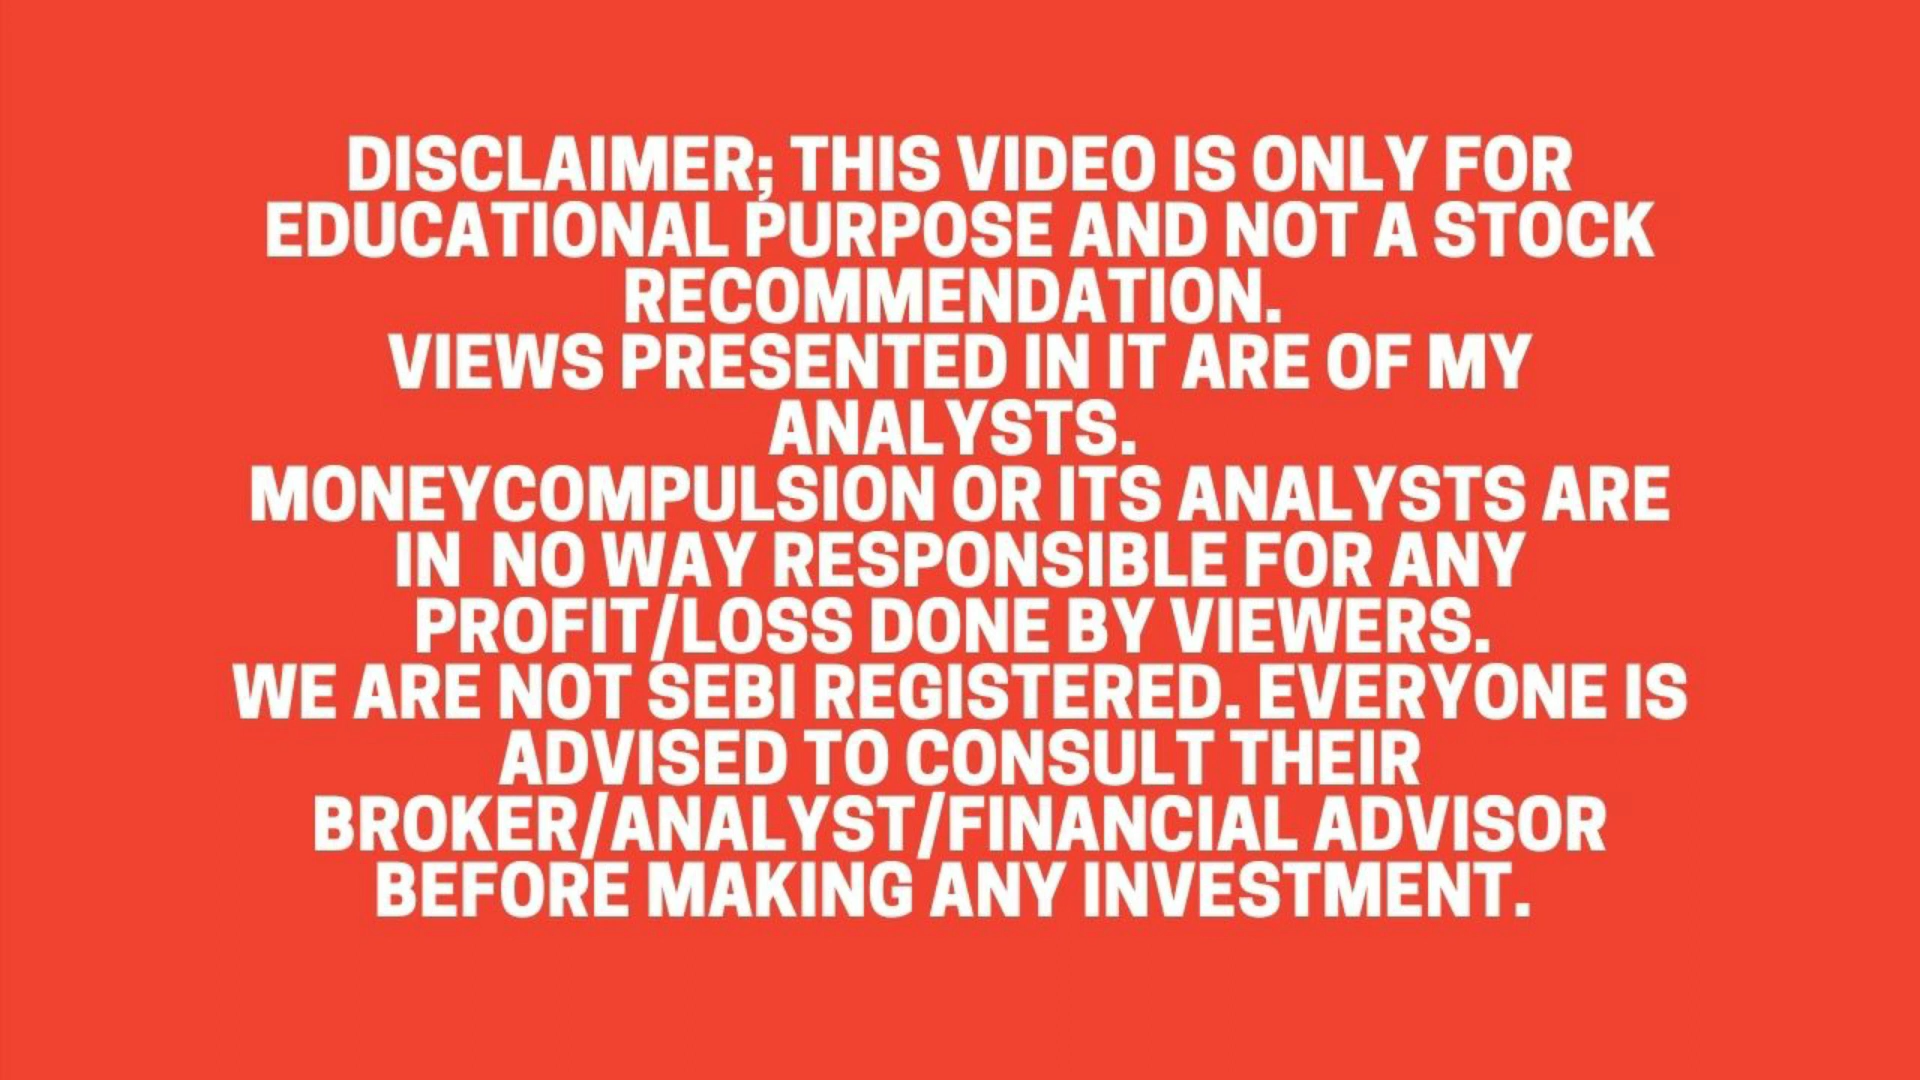 DISCLAIMER; THIS VIDEO IS ONLY FOR
EDUCATIONAL PURPOSE AND NOT A STOCK
RECOMMENDATION.
VIEWS PRESENTED IN IT ARE OF MY
ANALYSTS.
MONEYCOMPULSION OR ITS ANALYSTS ARE
IN NO WAY RESPONSIBLE FOR ANY
PROFIT/LOSS DONE BY VIEWERS.
WE ARE NOT SEBI REGISTERED. EVERYONE IS
ADVISED TO CONSULT THEIR
BROKER/ANALYST/FINANCIAL ADVISOR
BEFORE MAKING ANY INVESTMENT.